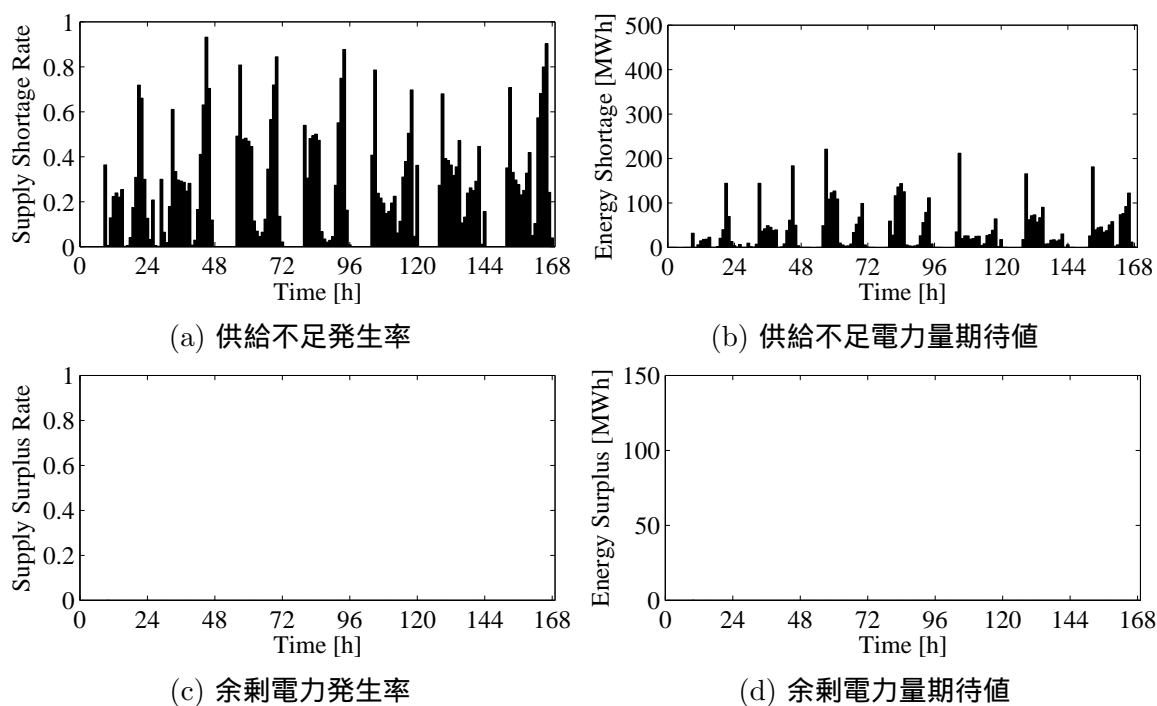 Supply Shortage Rate
1
0.8
0.6
0.4
0.2
0
0 24 48 72 96 120 144 168
Time [h]
(a) 供給不足発生率
Energy Shortage [MWh]
500
400
300
200
100
0
0 24 48 72 96 120 144 168
Time [h]
(b) 供給不足電力量期待値
Supply Surplus Rate
1
0.8
0.6
0.4
0.2
0
0 24 48 72 96 120 144 168
Time [h]
(c) 余剰電力発生率
Energy Surplus [MWh]
150
100
50
0
0 24 48 72 96 120 144 168
Time [h]
(d) 余剰電力量期待値